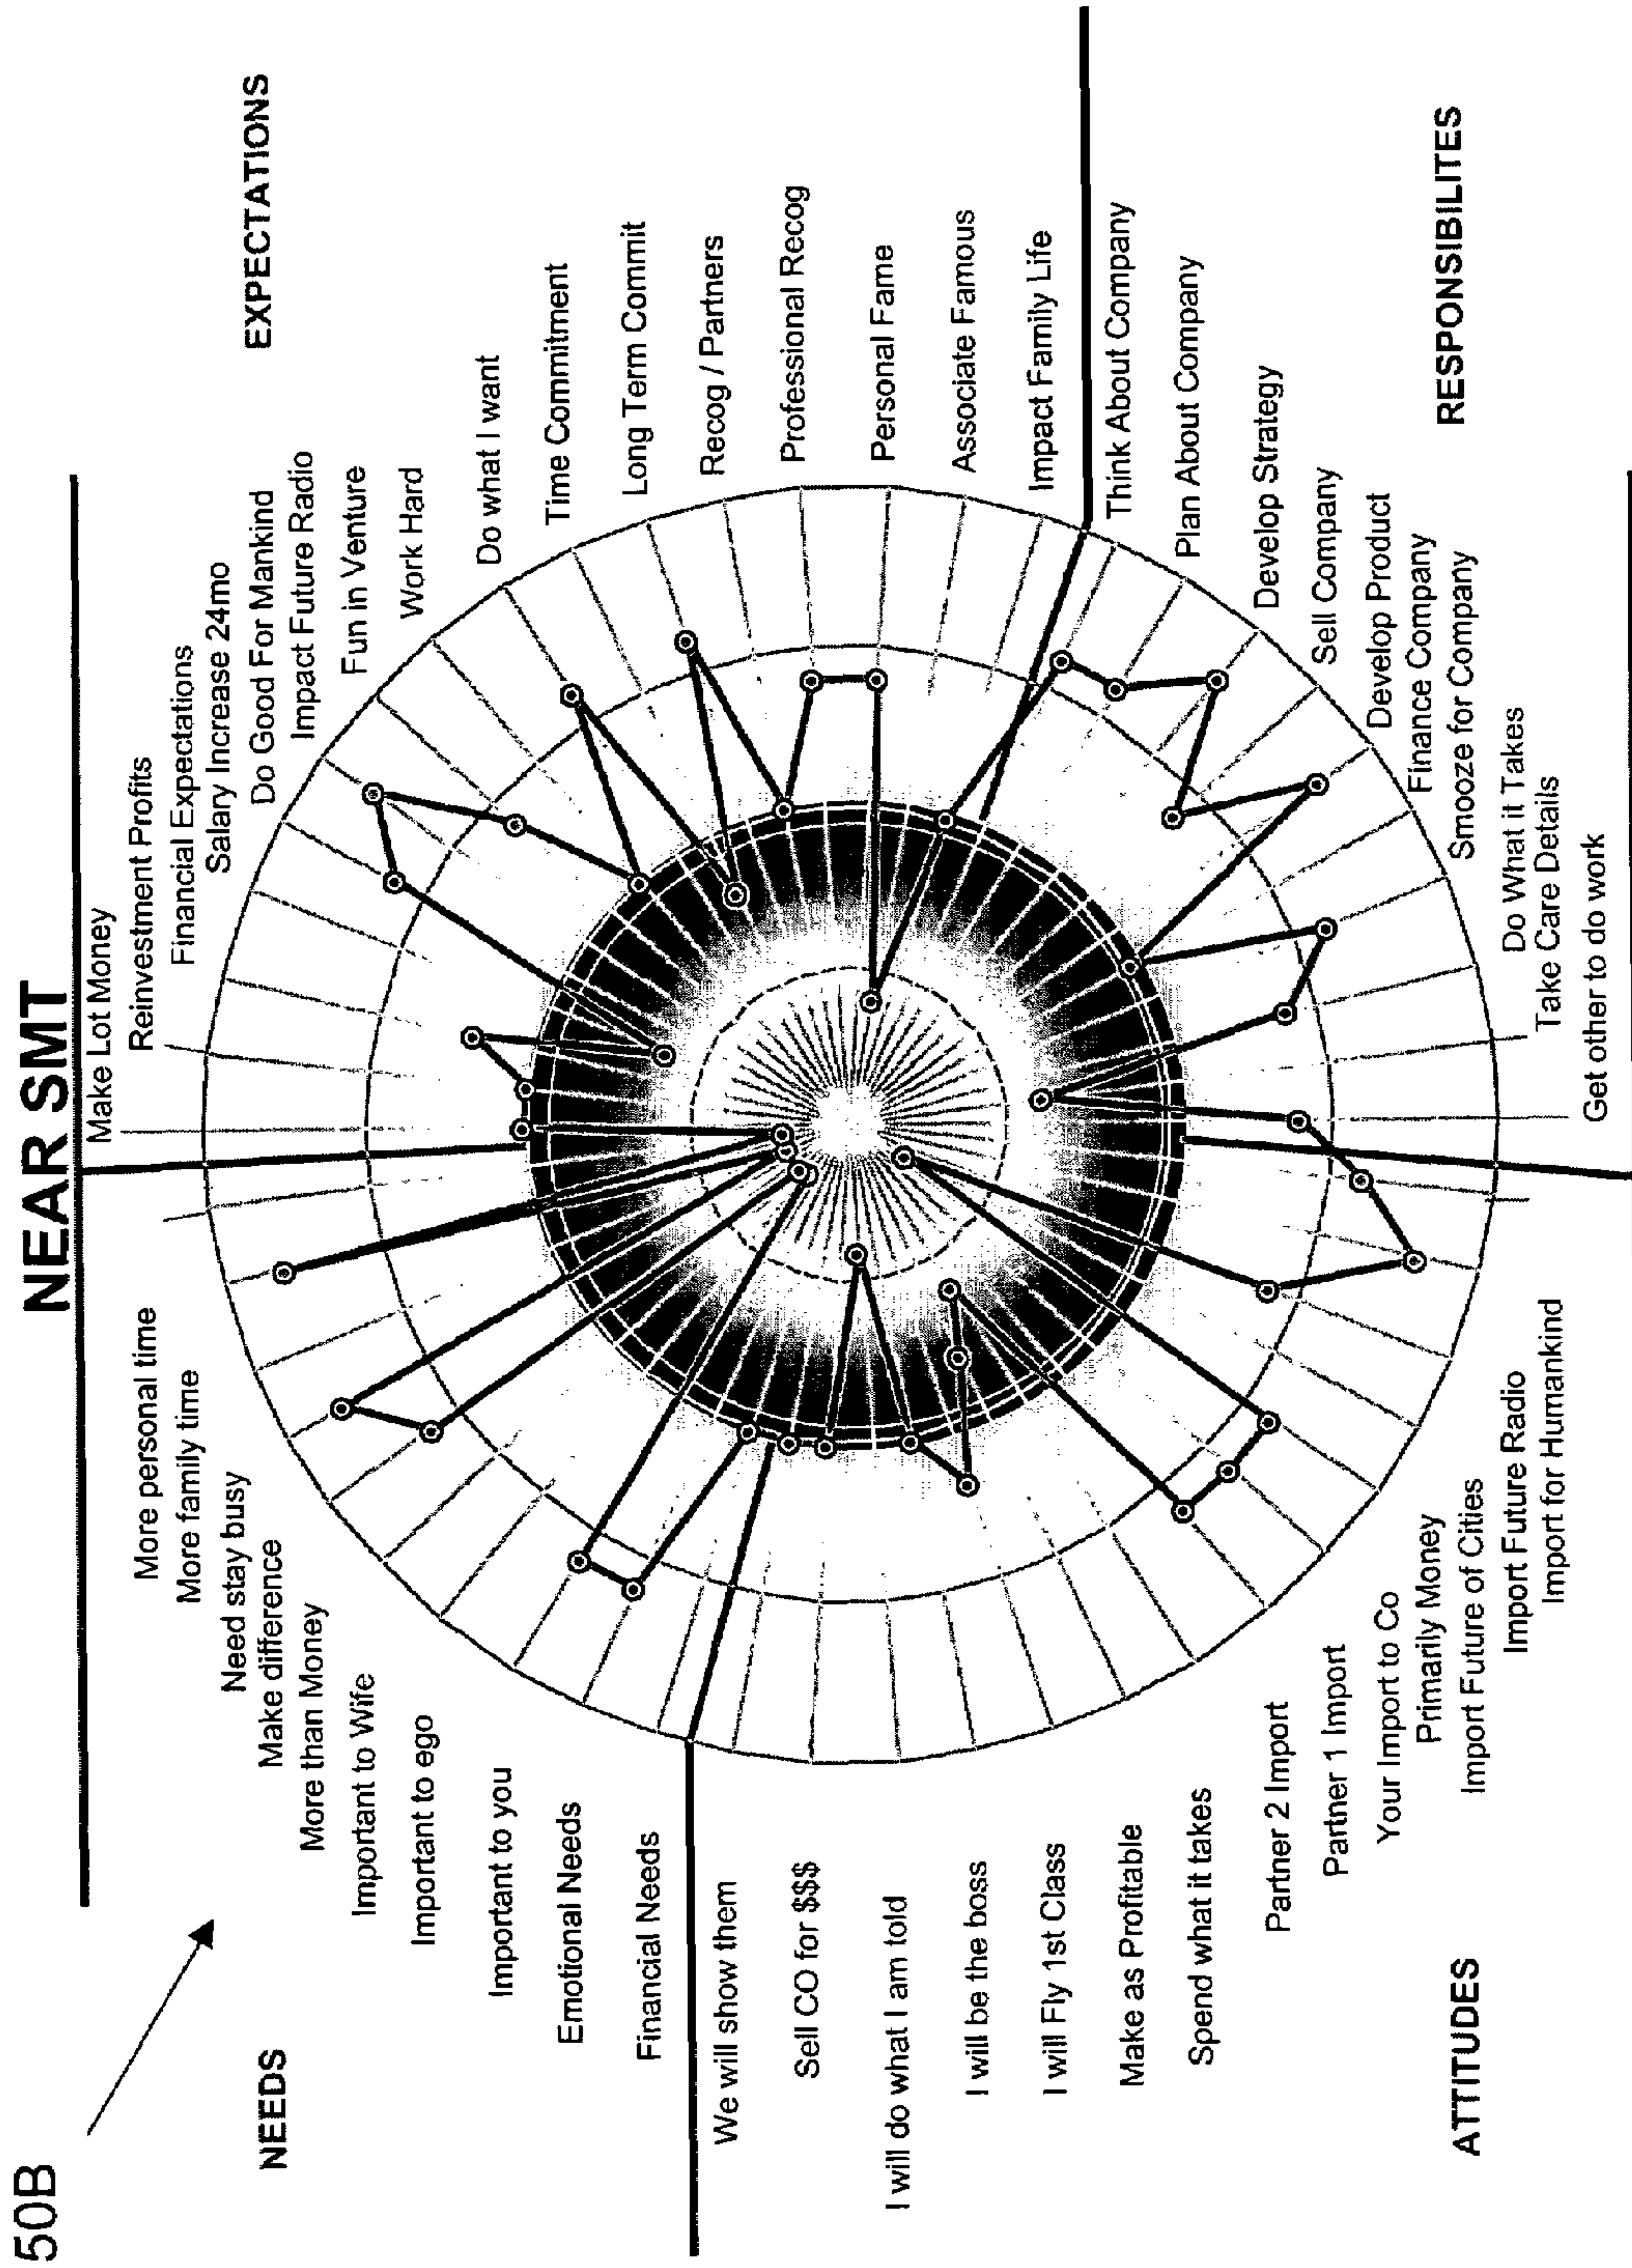 50B
NEAR SMT
NEEDS
EXPECTATIONS
Make Lot Money
Reinvestment Profits
Financial Expectations
Salary Increase 24mo
Do Good For Mankind
Impact Future Radio
Fun in Venture
Work Hard
Do what I want
Time Commitment
Long Term Commit
Recog / Partners
Professional Recog
Personal Fame
Associate Famous
Impact Family Life
Think About Company
Plan About Company
Develop Strategy
Sell Company
Develop Product
Finance Company
Smooze for Company
Do What it Takes
Take Care Details
Get other to do work
RESPONSIBILITES
More personal time
More family time
Need stay busy
Make difference
More than Money
Important to Wife
Important to ego
Important to you
Emotional Needs
Financial Needs
We will show them
Sell CO for $$$
I will do what I am told
I will be the boss
I will Fly 1st Class
Make as Profitable
Spend what it takes
Partner 2 Import
Partner 1 Import
Your Import to Co
Primarily Money
Import Future of Cities
Import Future Radio
Import for Humankind
ATTITUDES